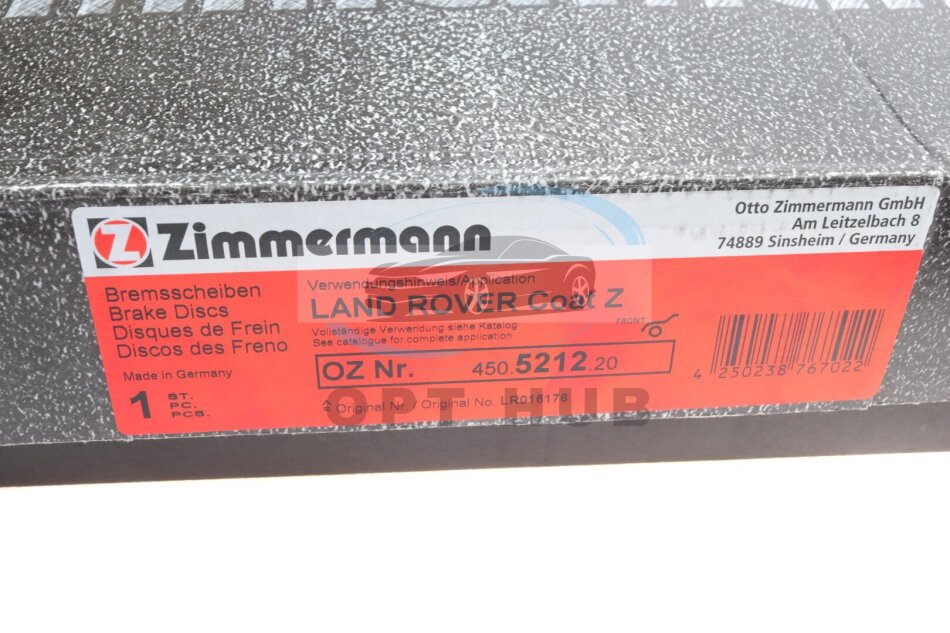 Z Zimmermann
Otto Zimmermann GmbH
Am Leitzelbach 8
74889 Sinsheim / Germany
Bremsscheiben
Brake Discs
Disques de Frein
Discos des Freno
Made in Germany
1 ST.
PC.
PCS.
Verwendungshinweis/Application
LAND ROVER Coat Z
Vollständige Verwendung siehe Katalog
See catalogue for complete application
FRONT
OZ Nr. 450.5212.20
Original Nr. / Original No. LR016176
4 250238 767022
OPT HUB